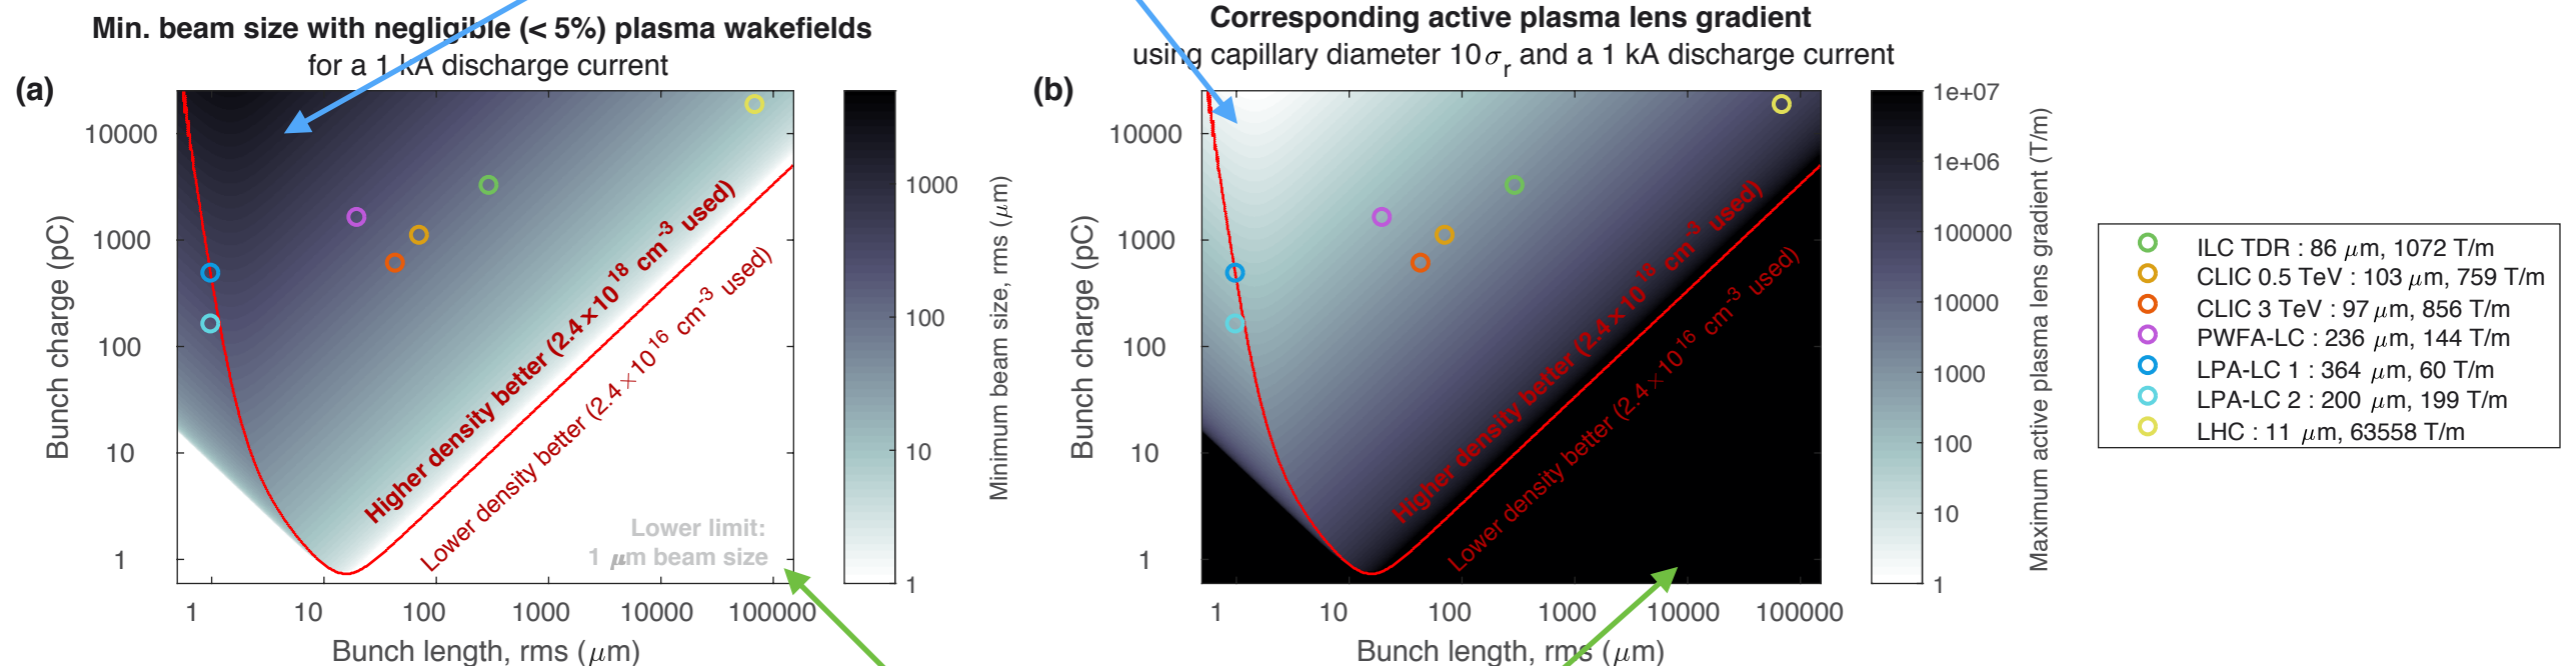 Min. beam size with negligible (< 5%) plasma wakefields
for a 1 kA discharge current
(a)
10000
1000
100
10
1
Bunch charge (pC)
1
10
100
1000
10000
100000
Bunch length, rms (μm)
Higher density better (2.4×10^18 cm^-3 used)
Lower density better (2.4×10^16 cm^-3 used)
Lower limit:
1 μm beam size
1000
100
10
1
Minimum beam size, rms (μm)
Corresponding active plasma lens gradient
using capillary diameter 10σ_r and a 1 kA discharge current
(b)
10000
1000
100
10
1
Bunch charge (pC)
1
10
100
1000
10000
100000
Bunch length, rms (μm)
Higher density better (2.4×10^18 cm^-3 used)
Lower density better (2.4×10^16 cm^-3 used)
1e+07
1e+06
100000
10000
1000
100
10
1
Maximum active plasma lens gradient (T/m)
ILC TDR : 86 μm, 1072 T/m
CLIC 0.5 TeV : 103 μm, 759 T/m
CLIC 3 TeV : 97 μm, 856 T/m
PWFA-LC : 236 μm, 144 T/m
LPA-LC 1 : 364 μm, 60 T/m
LPA-LC 2 : 200 μm, 199 T/m
LHC : 11 μm, 63558 T/m